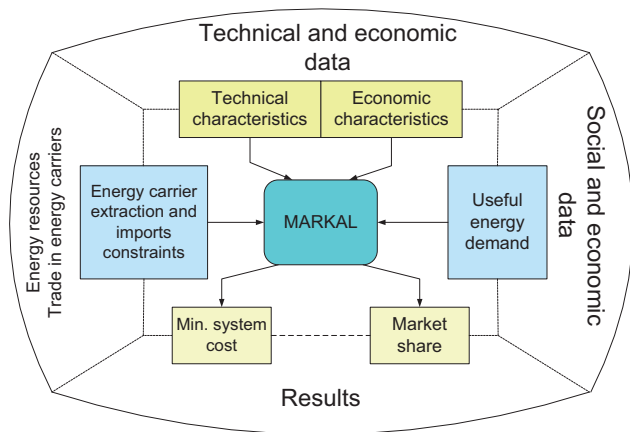 Technical and economic
data
Technical
characteristics
Economic
characteristics
Energy resources
Trade in energy carriers
Energy carrier
extraction and
imports
constraints
MARKAL
Useful
energy
demand
Social and economic
data
Min. system
cost
Market
share
Results